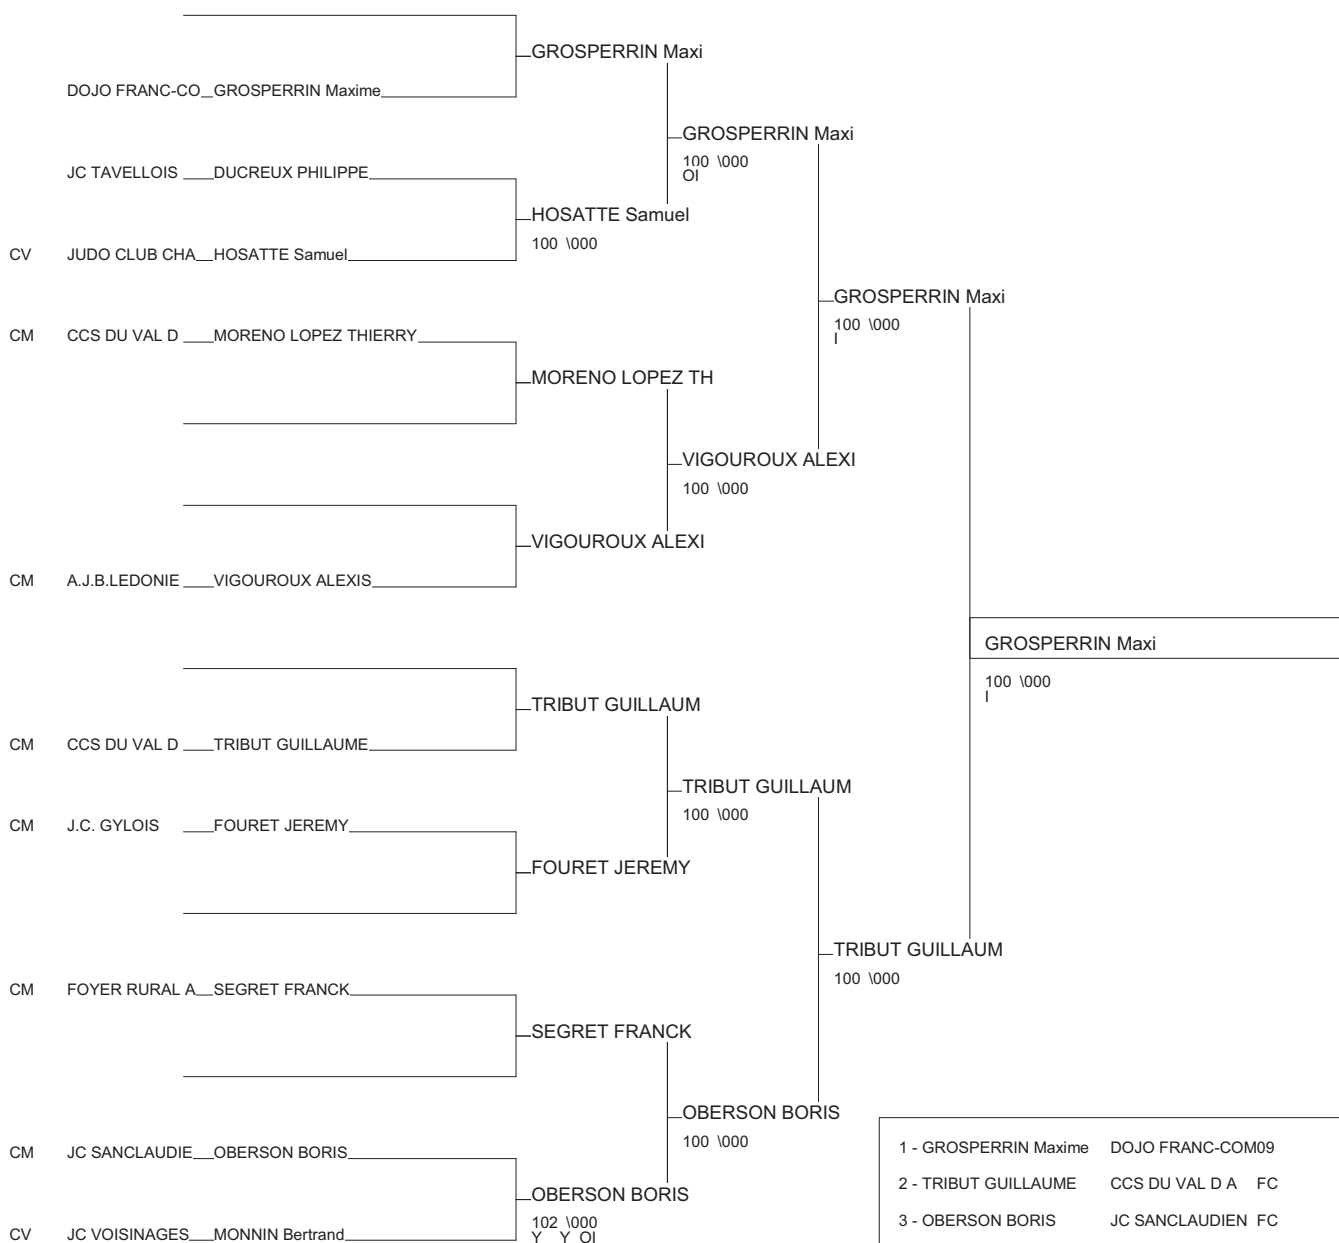 GROSPERRIN Maxi
DOJO FRANC-CO GROSPERRIN Maxime
GROSPERRIN Maxi
100 \000
OI
JC TAVELLOIS DUCREUX PHILIPPE
HOSATTE Samuel
100 \000
CV JUDO CLUB CHA HOSATTE Samuel
GROSPERRIN Maxi
100 \000
I
CM CCS DU VAL D MORENO LOPEZ THIERRY
MORENO LOPEZ TH
VIGOUROUX ALEXI
100 \000
VIGOUROUX ALEXI
CM A.J.B.LEDONIE VIGOUROUX ALEXIS
GROSPERRIN Maxi
100 \000
I
TRIBUT GUILLAUM
CM CCS DU VAL D TRIBUT GUILLAUME
TRIBUT GUILLAUM
100 \000
CM J.C. GYLOIS FOURET JEREMY
FOURET JEREMY
TRIBUT GUILLAUM
100 \000
CM FOYER RURAL A SEGRET FRANCK
SEGRET FRANCK
OBERSON BORIS
100 \000
CM JC SANCLAUDIE OBERSON BORIS
OBERSON BORIS
102 \000
Y Y OI
CV JC VOISINAGES MONNIN Bertrand
1 - GROSPERRIN Maxime DOJO FRANC-COM09
2 - TRIBUT GUILLAUME CCS DU VAL D A FC
3 - OBERSON BORIS JC SANCLAUDIEN FC